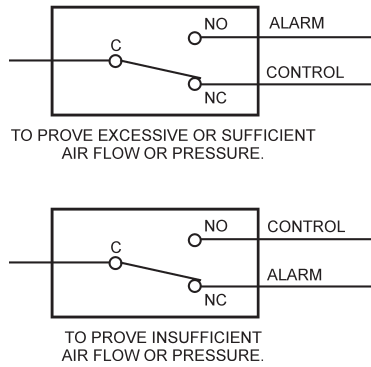 NO ALARM
C
CONTROL
NC
TO PROVE EXCESSIVE OR SUFFICIENT
AIR FLOW OR PRESSURE.
NO CONTROL
C
ALARM
NC
TO PROVE INSUFFICIENT
AIR FLOW OR PRESSURE.